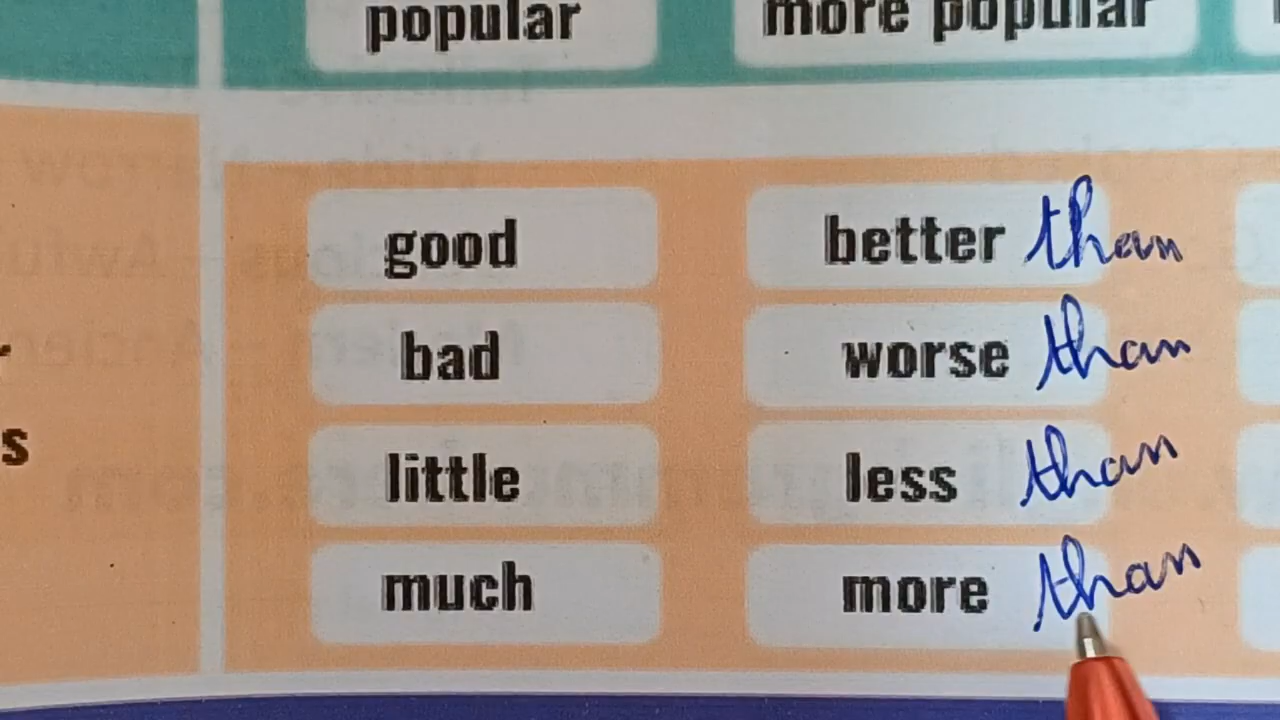 popular more popular
good better than
bad worse than
s
little less than
much more than